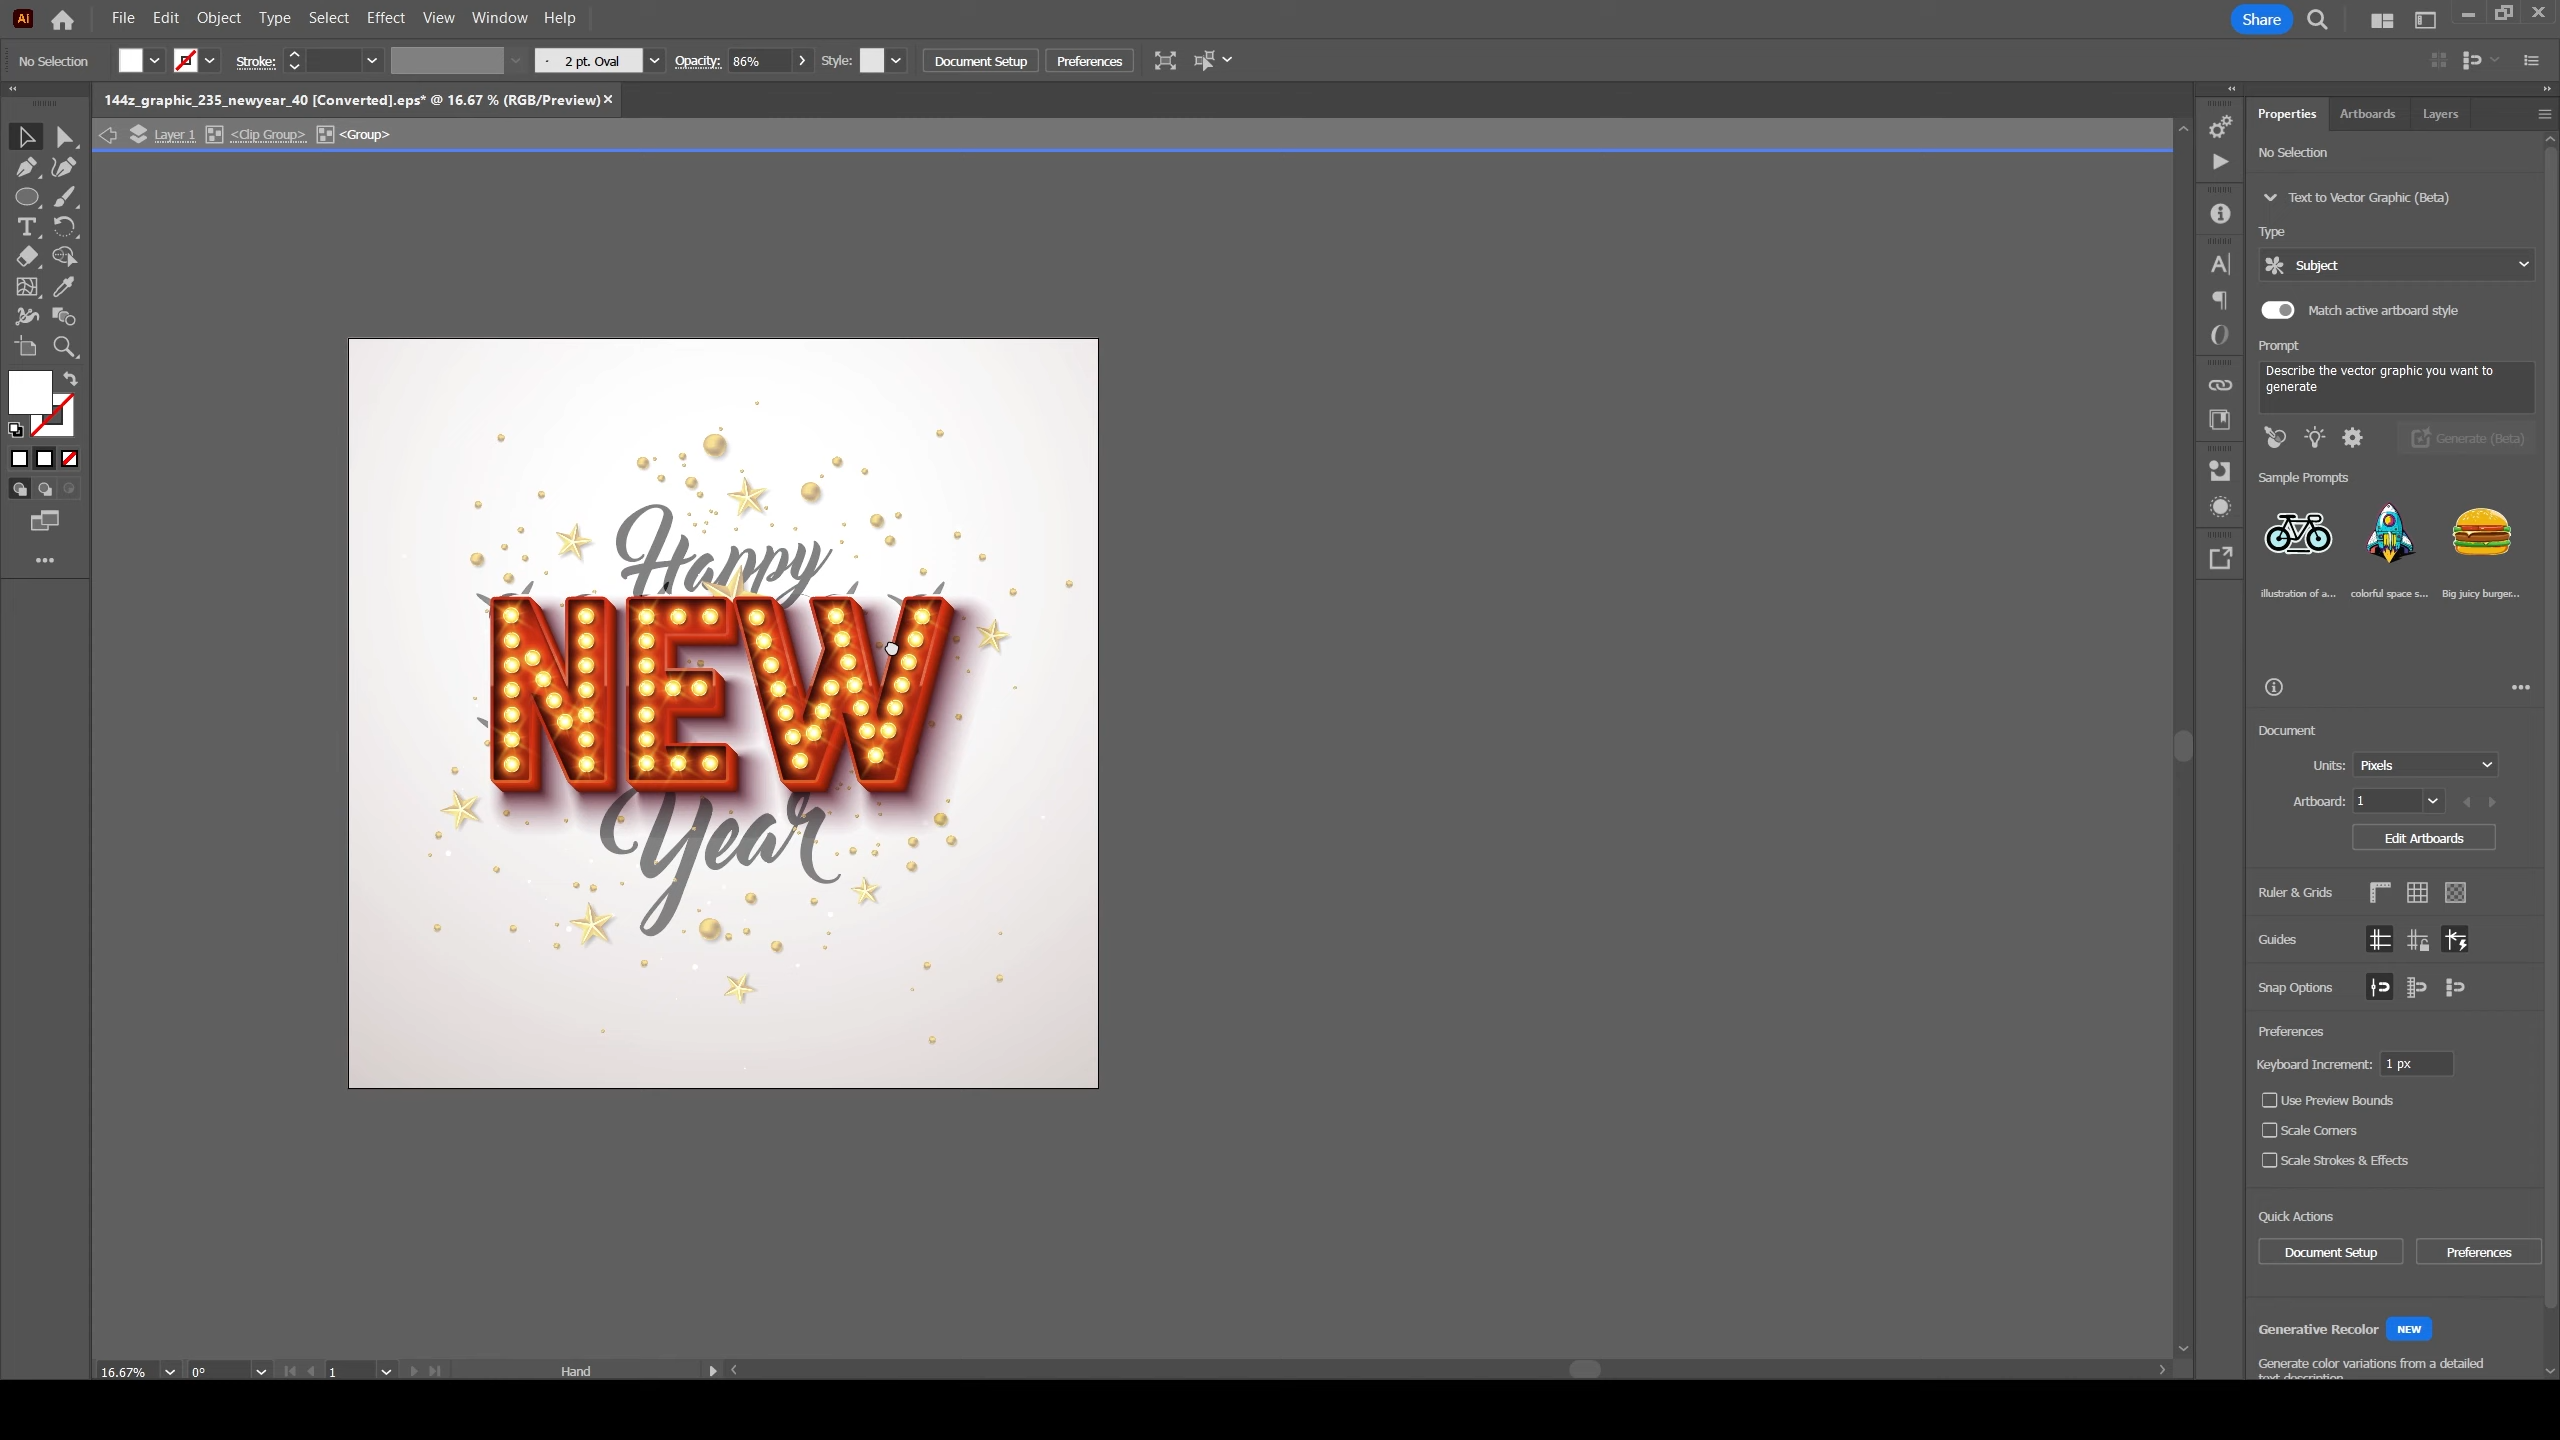 Ai File Edit Object Type Select Effect View Window Help Share
No Selection Stroke: 2 pt. Oval Opacity: 86% Style: Document Setup Preferences
144z_graphic_235_newyear_40 [Converted].eps* @ 16.67 % (RGB/Preview)
Layer 1 <Clip Group> <Group>
Happy
NEW
Year
Properties Artboards Layers
No Selection
Text to Vector Graphic (Beta)
Type
Subject
Match active artboard style
Prompt
Describe the vector graphic you want to
generate
Generate (Beta)
Sample Prompts
illustration of a... colorful space s... Big juicy burger...
Document
Units: Pixels
Artboard: 1
Edit Artboards
Ruler & Grids
Guides
Snap Options
Preferences
Keyboard Increment: 1 px
Use Preview Bounds
Scale Corners
Scale Strokes & Effects
Quick Actions
Document Setup Preferences
Generative Recolor NEW
Generate color variations from a detailed
text description
16.67% 0° 1 Hand